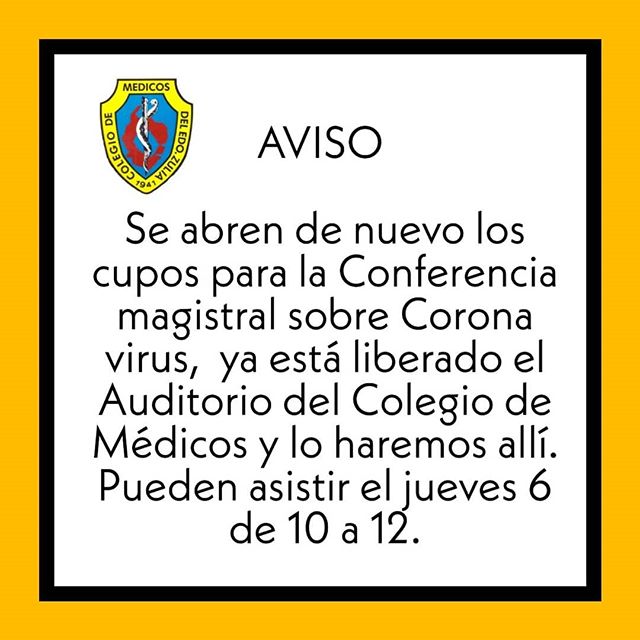 COLEGIO DE MEDICOS DEL EDO. ZULIA
1941
AVISO
Se abren de nuevo los
cupos para la Conferencia
magistral sobre Corona
virus, ya está liberado el
Auditorio del Colegio de
Médicos y lo haremos allí.
Pueden asistir el jueves 6
de 10 a 12.